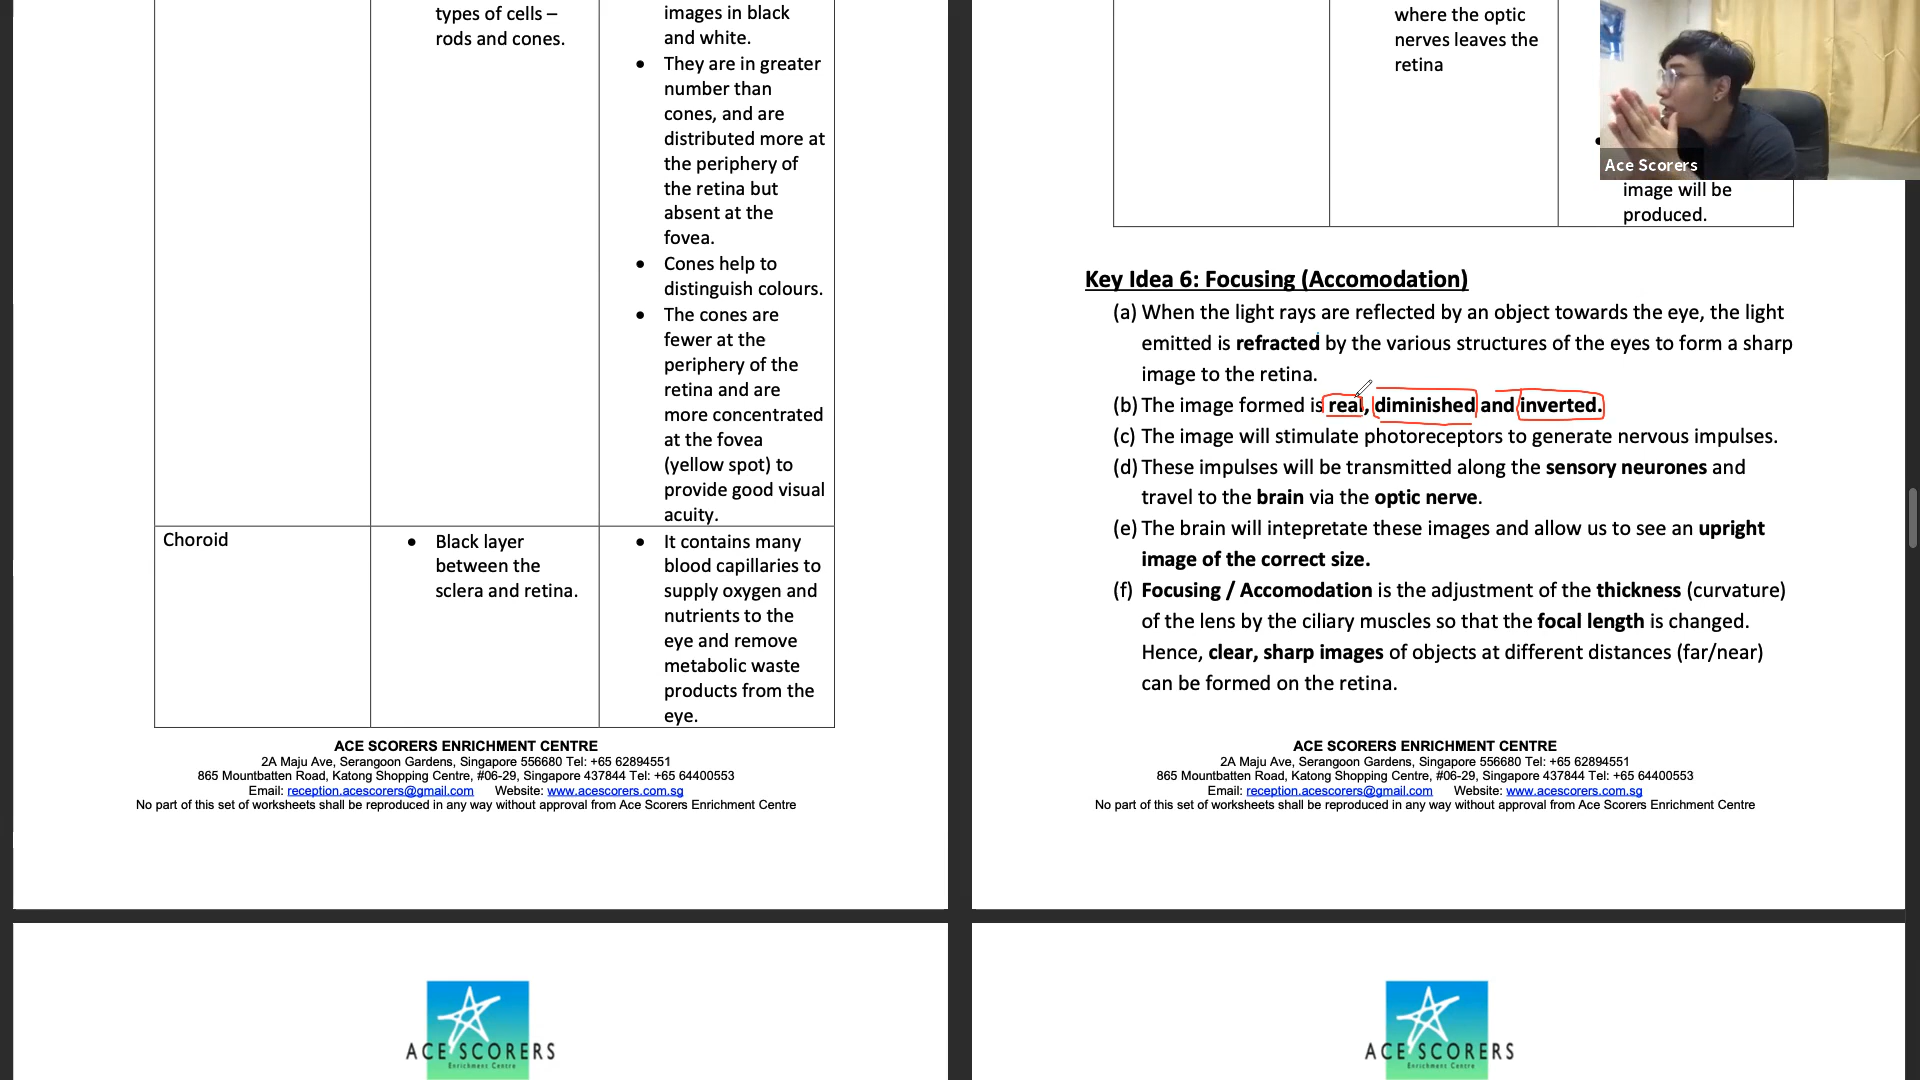 types of cells –
rods and cones.
images in black
and white.
They are in greater
number than
cones, and are
distributed more at
the periphery of
the retina but
absent at the
fovea.
Cones help to
distinguish colours.
The cones are
fewer at the
periphery of the
retina and are
more concentrated
at the fovea
(yellow spot) to
provide good visual
acuity.
Choroid
Black layer
between the
sclera and retina.
It contains many
blood capillaries to
supply oxygen and
nutrients to the
eye and remove
metabolic waste
products from the
eye.
ACE SCORERS ENRICHMENT CENTRE
2A Maju Ave, Serangoon Gardens, Singapore 556680 Tel: +65 62894551
865 Mountbatten Road, Katong Shopping Centre, #06-29, Singapore 437844 Tel: +65 64400553
Email: reception.acescorers@gmail.com Website: www.acescorers.com.sg
No part of this set of worksheets shall be reproduced in any way without approval from Ace Scorers Enrichment Centre
ACE SCORERS
Enrichment Centre
where the optic
nerves leaves the
retina
Ace Scorers
image will be
produced.
Key Idea 6: Focusing (Accomodation)
(a) When the light rays are reflected by an object towards the eye, the light
emitted is refracted by the various structures of the eyes to form a sharp
image to the retina.
(b) The image formed is real, diminished and inverted.
(c) The image will stimulate photoreceptors to generate nervous impulses.
(d) These impulses will be transmitted along the sensory neurones and
travel to the brain via the optic nerve.
(e) The brain will intepretate these images and allow us to see an upright
image of the correct size.
(f) Focusing / Accomodation is the adjustment of the thickness (curvature)
of the lens by the ciliary muscles so that the focal length is changed.
Hence, clear, sharp images of objects at different distances (far/near)
can be formed on the retina.
ACE SCORERS ENRICHMENT CENTRE
2A Maju Ave, Serangoon Gardens, Singapore 556680 Tel: +65 62894551
865 Mountbatten Road, Katong Shopping Centre, #06-29, Singapore 437844 Tel: +65 64400553
Email: reception.acescorers@gmail.com Website: www.acescorers.com.sg
No part of this set of worksheets shall be reproduced in any way without approval from Ace Scorers Enrichment Centre
ACE SCORERS
Enrichment Centre